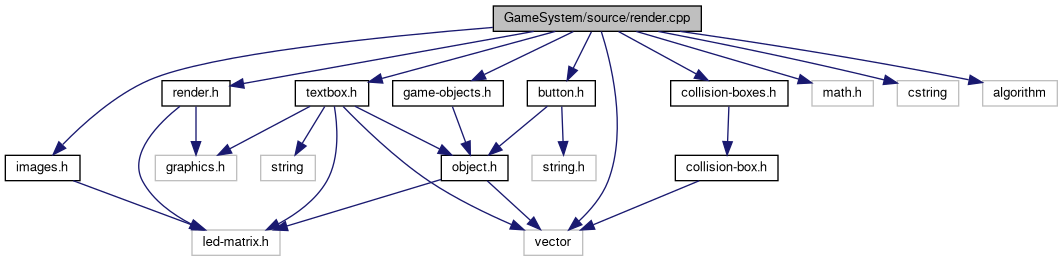 GameSystem/source/render.cpp
render.h
textbox.h
game-objects.h
button.h
collision-boxes.h
math.h
cstring
algorithm
images.h
graphics.h
string
object.h
string.h
collision-box.h
led-matrix.h
vector